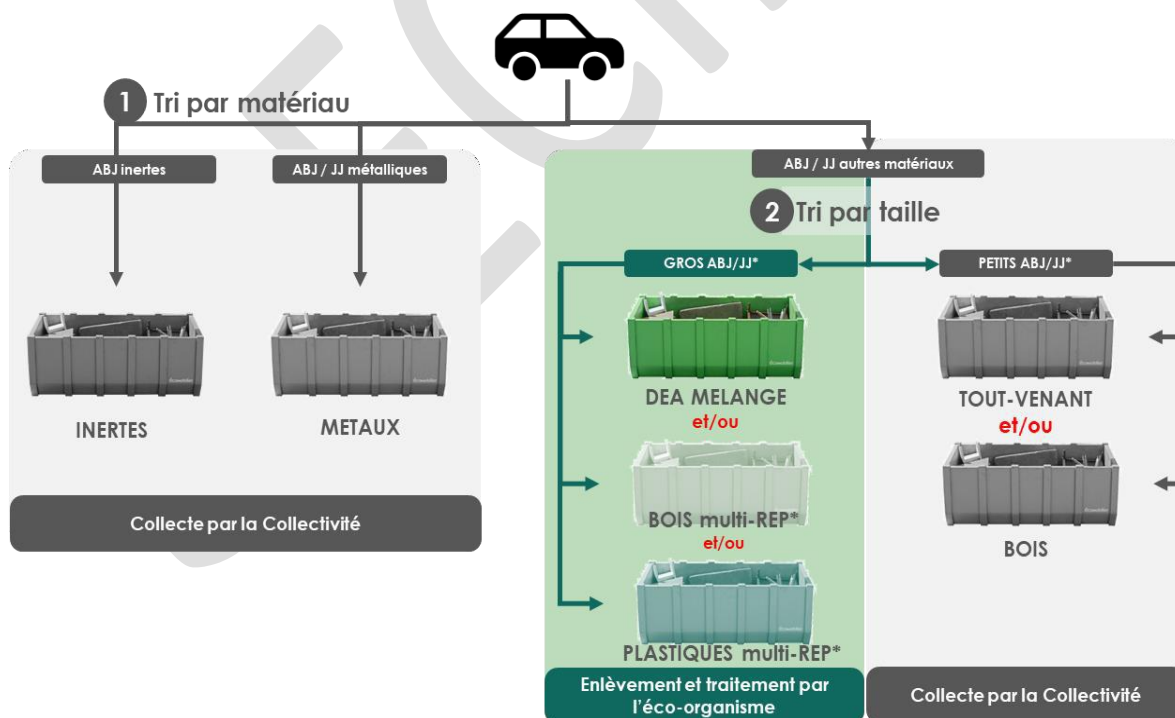 1 Tri par matériau
ABJ inertes
ABJ / JJ métalliques
ABJ / JJ autres matériaux
2 Tri par taille
GROS ABJ/JJ*
PETITS ABJ/JJ*
INERTES
METAUX
DEA MELANGE
et/ou
BOIS multi-REP*
et/ou
PLASTIQUES multi-REP*
TOUT-VENANT
et/ou
BOIS
Collecte par la Collectivité
Enlèvement et traitement par
l'éco-organisme
Collecte par la Collectivité